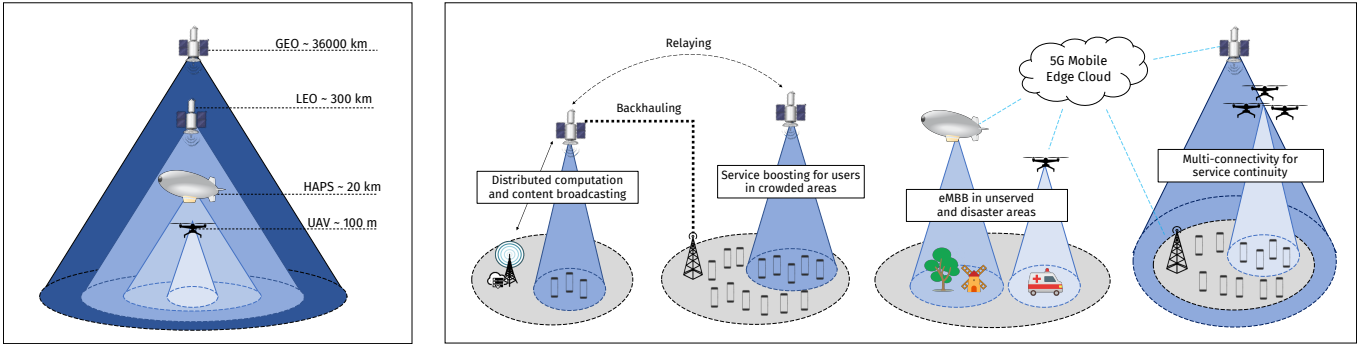 GEO ~ 36000 km
LEO ~ 300 km
HAPS ~ 20 km
UAV ~ 100 m
Relaying
Backhauling
Distributed computation
and content broadcasting
Service boosting for users
in crowded areas
5G Mobile
Edge Cloud
eMBB in unserved
and disaster areas
Multi-connectivity for
service continuity